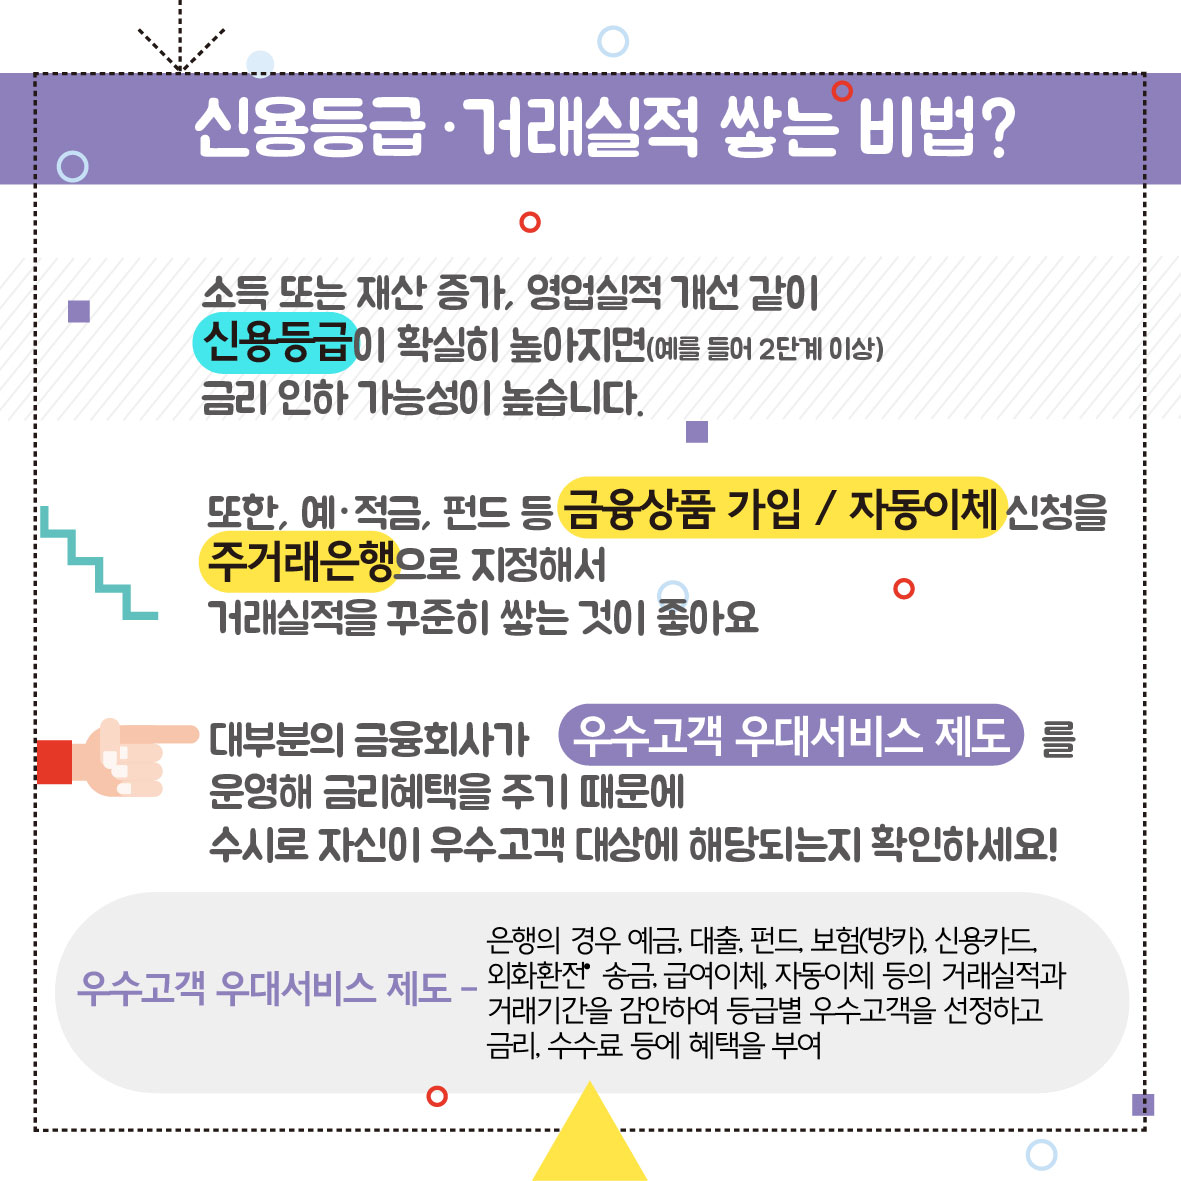 신용등급·거래실적 쌓는 비법?
소득 또는 재산 증가, 영업실적 개선 같이
신용등급이 확실히 높아지면(예를 들어 2단계 이상)
금리 인하 가능성이 높습니다.
또한, 예·적금, 펀드 등 금융상품 가입 / 자동이체 신청을
주거래은행으로 지정해서
거래실적을 꾸준히 쌓는 것이 좋아요
대부분의 금융회사가 우수고객 우대서비스 제도 를
운영해 금리혜택을 주기 때문에
수시로 자신이 우수고객 대상에 해당되는지 확인하세요!
우수고객 우대서비스 제도 -
은행의 경우 예금, 대출, 펀드, 보험(방카), 신용카드,
외화환전• 송금, 급여이체, 자동이체 등의 거래실적과
거래기간을 감안하여 등급별 우수고객을 선정하고
금리, 수수료 등에 혜택을 부여